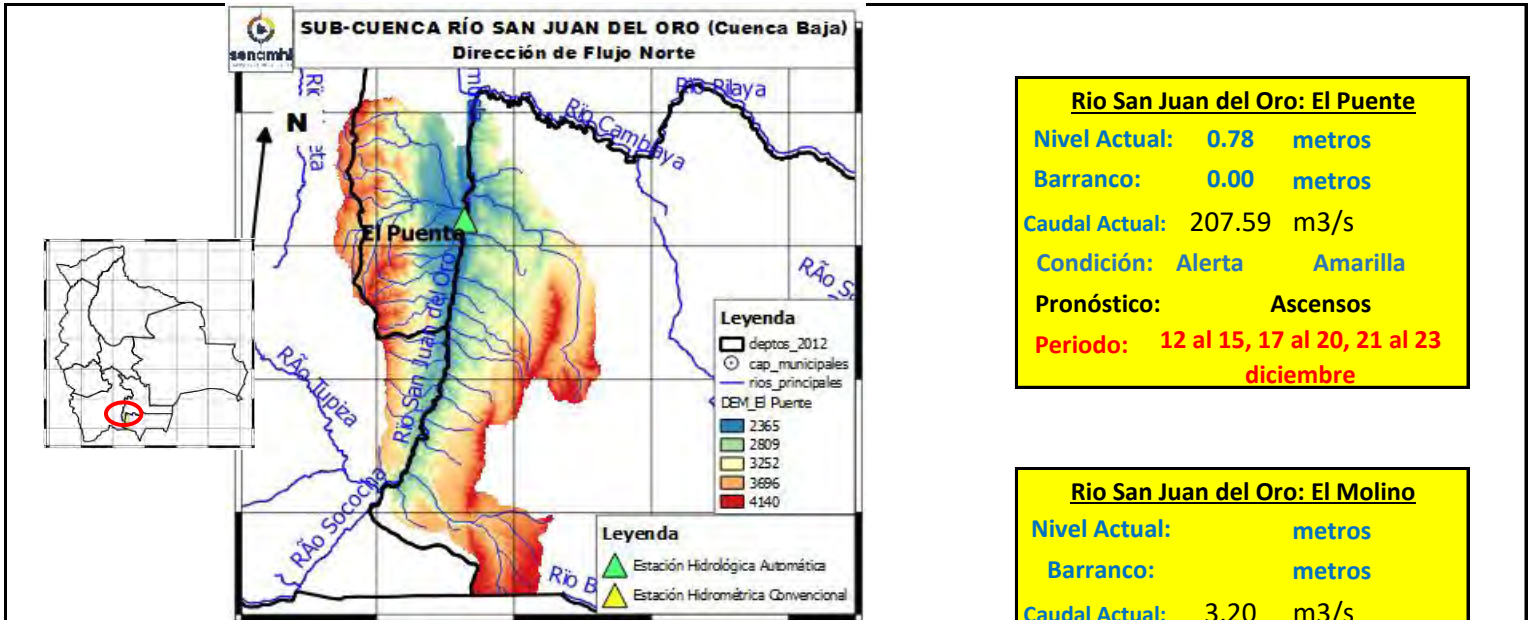 SUB-CUENCA RÍO SAN JUAN DEL ORO (Cuenca Baja)
Dirección de Flujo Norte
senamhi
N
Río Pilaya
Río Cambaya
El Puente
Río San Juan del Oro
RÃo Tupiza
RÃo Sococha
Leyenda
deptos_2012
cap_municipales
rios_principales
DEM_El Puente
2365
2809
3252
3696
4140
Leyenda
Estación Hidrológica Automática
Estación Hidrométrica Convencional
Rio San Juan del Oro: El Puente
Nivel Actual: 0.78 metros
Barranco: 0.00 metros
Caudal Actual: 207.59 m3/s
Condición: Alerta Amarilla
Pronóstico: Ascensos
Periodo: 12 al 15, 17 al 20, 21 al 23
diciembre
Rio San Juan del Oro: El Molino
Nivel Actual: metros
Barranco: metros
Caudal Actual: 3.20 m3/s